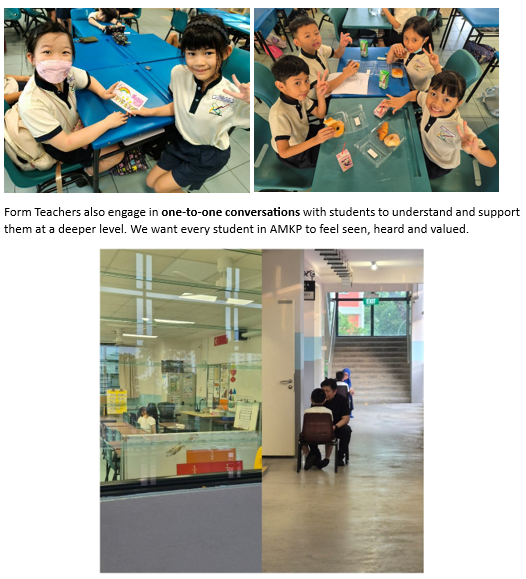 Form Teachers also engage in one-to-one conversations with students to understand and support
them at a deeper level. We want every student in AMKP to feel seen, heard and valued.
EXIT